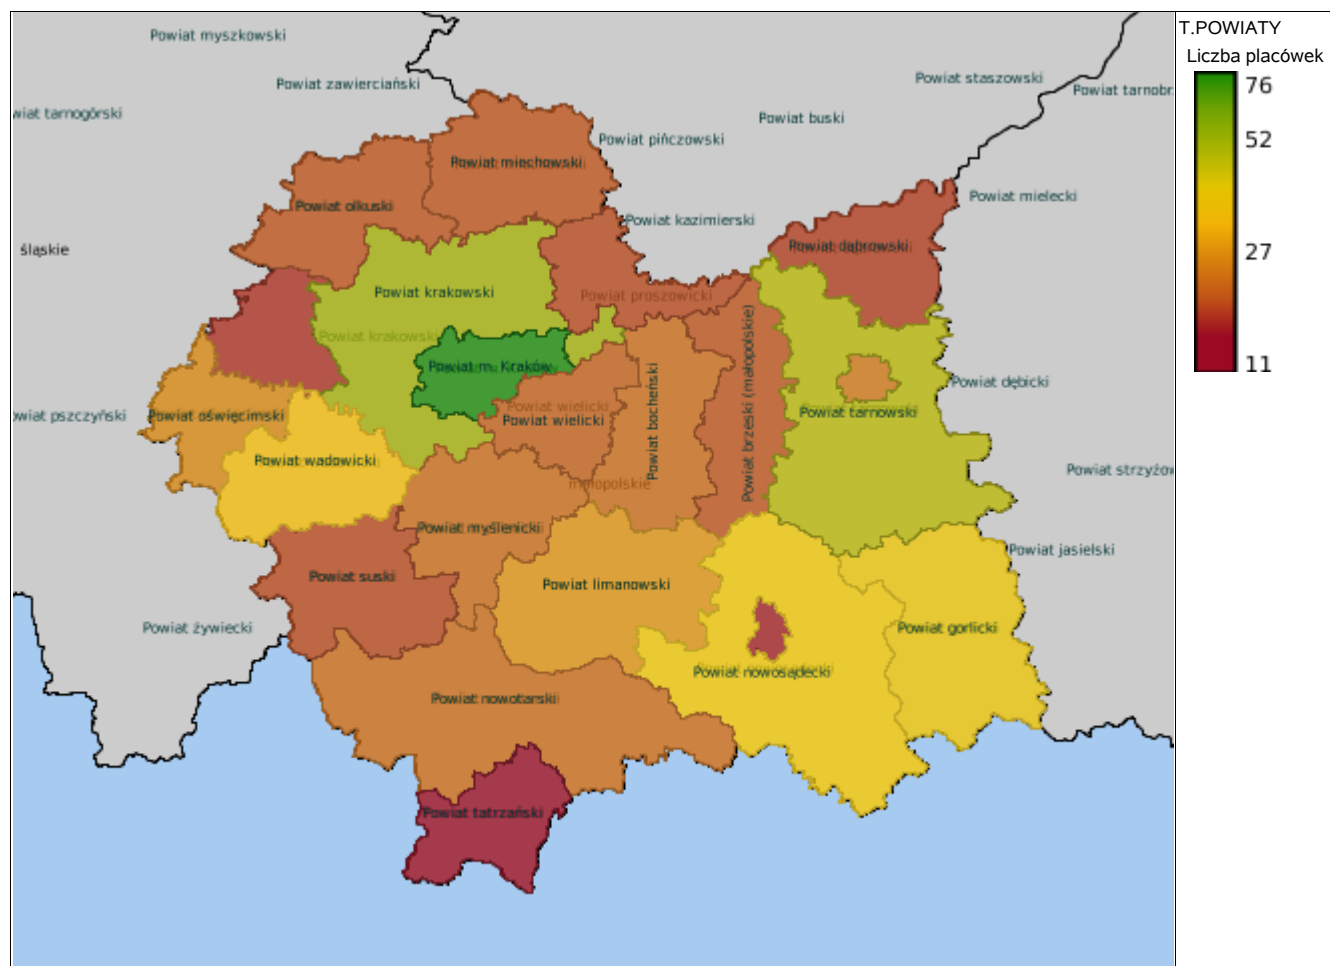 T.POWIATY
Liczba placówek
76
52
27
11
Powiat myszkowski
Powiat zawierciański
Powiat staszowski
Powiat tarnobr
wiat tarnogórski
Powiat buski
Powiat pińczowski
Powiat miechowski
Powiat mielecki
Powiat olkuski
Powiat kazimierski
śląskie
Powiat dąbrowski
Powiat krakowski
Powiat proszowicki
Powiat krakowski
Powiat m. Kraków
Powiat dębicki
Powiat wielicki
Powiat wielicki
Powiat bocheński
Powiat brzeski (małopolskie)
Powiat tarnowski
wiat pszczyński
Powiat oświęcimski
Powiat wadowicki
Powiat strzyżow
małopolskie
Powiat myślenicki
Powiat jasielski
Powiat suski
Powiat limanowski
Powiat żywiecki
Powiat gorlicki
Powiat nowosądecki
Powiat nowotarski
Powiat tatrzański